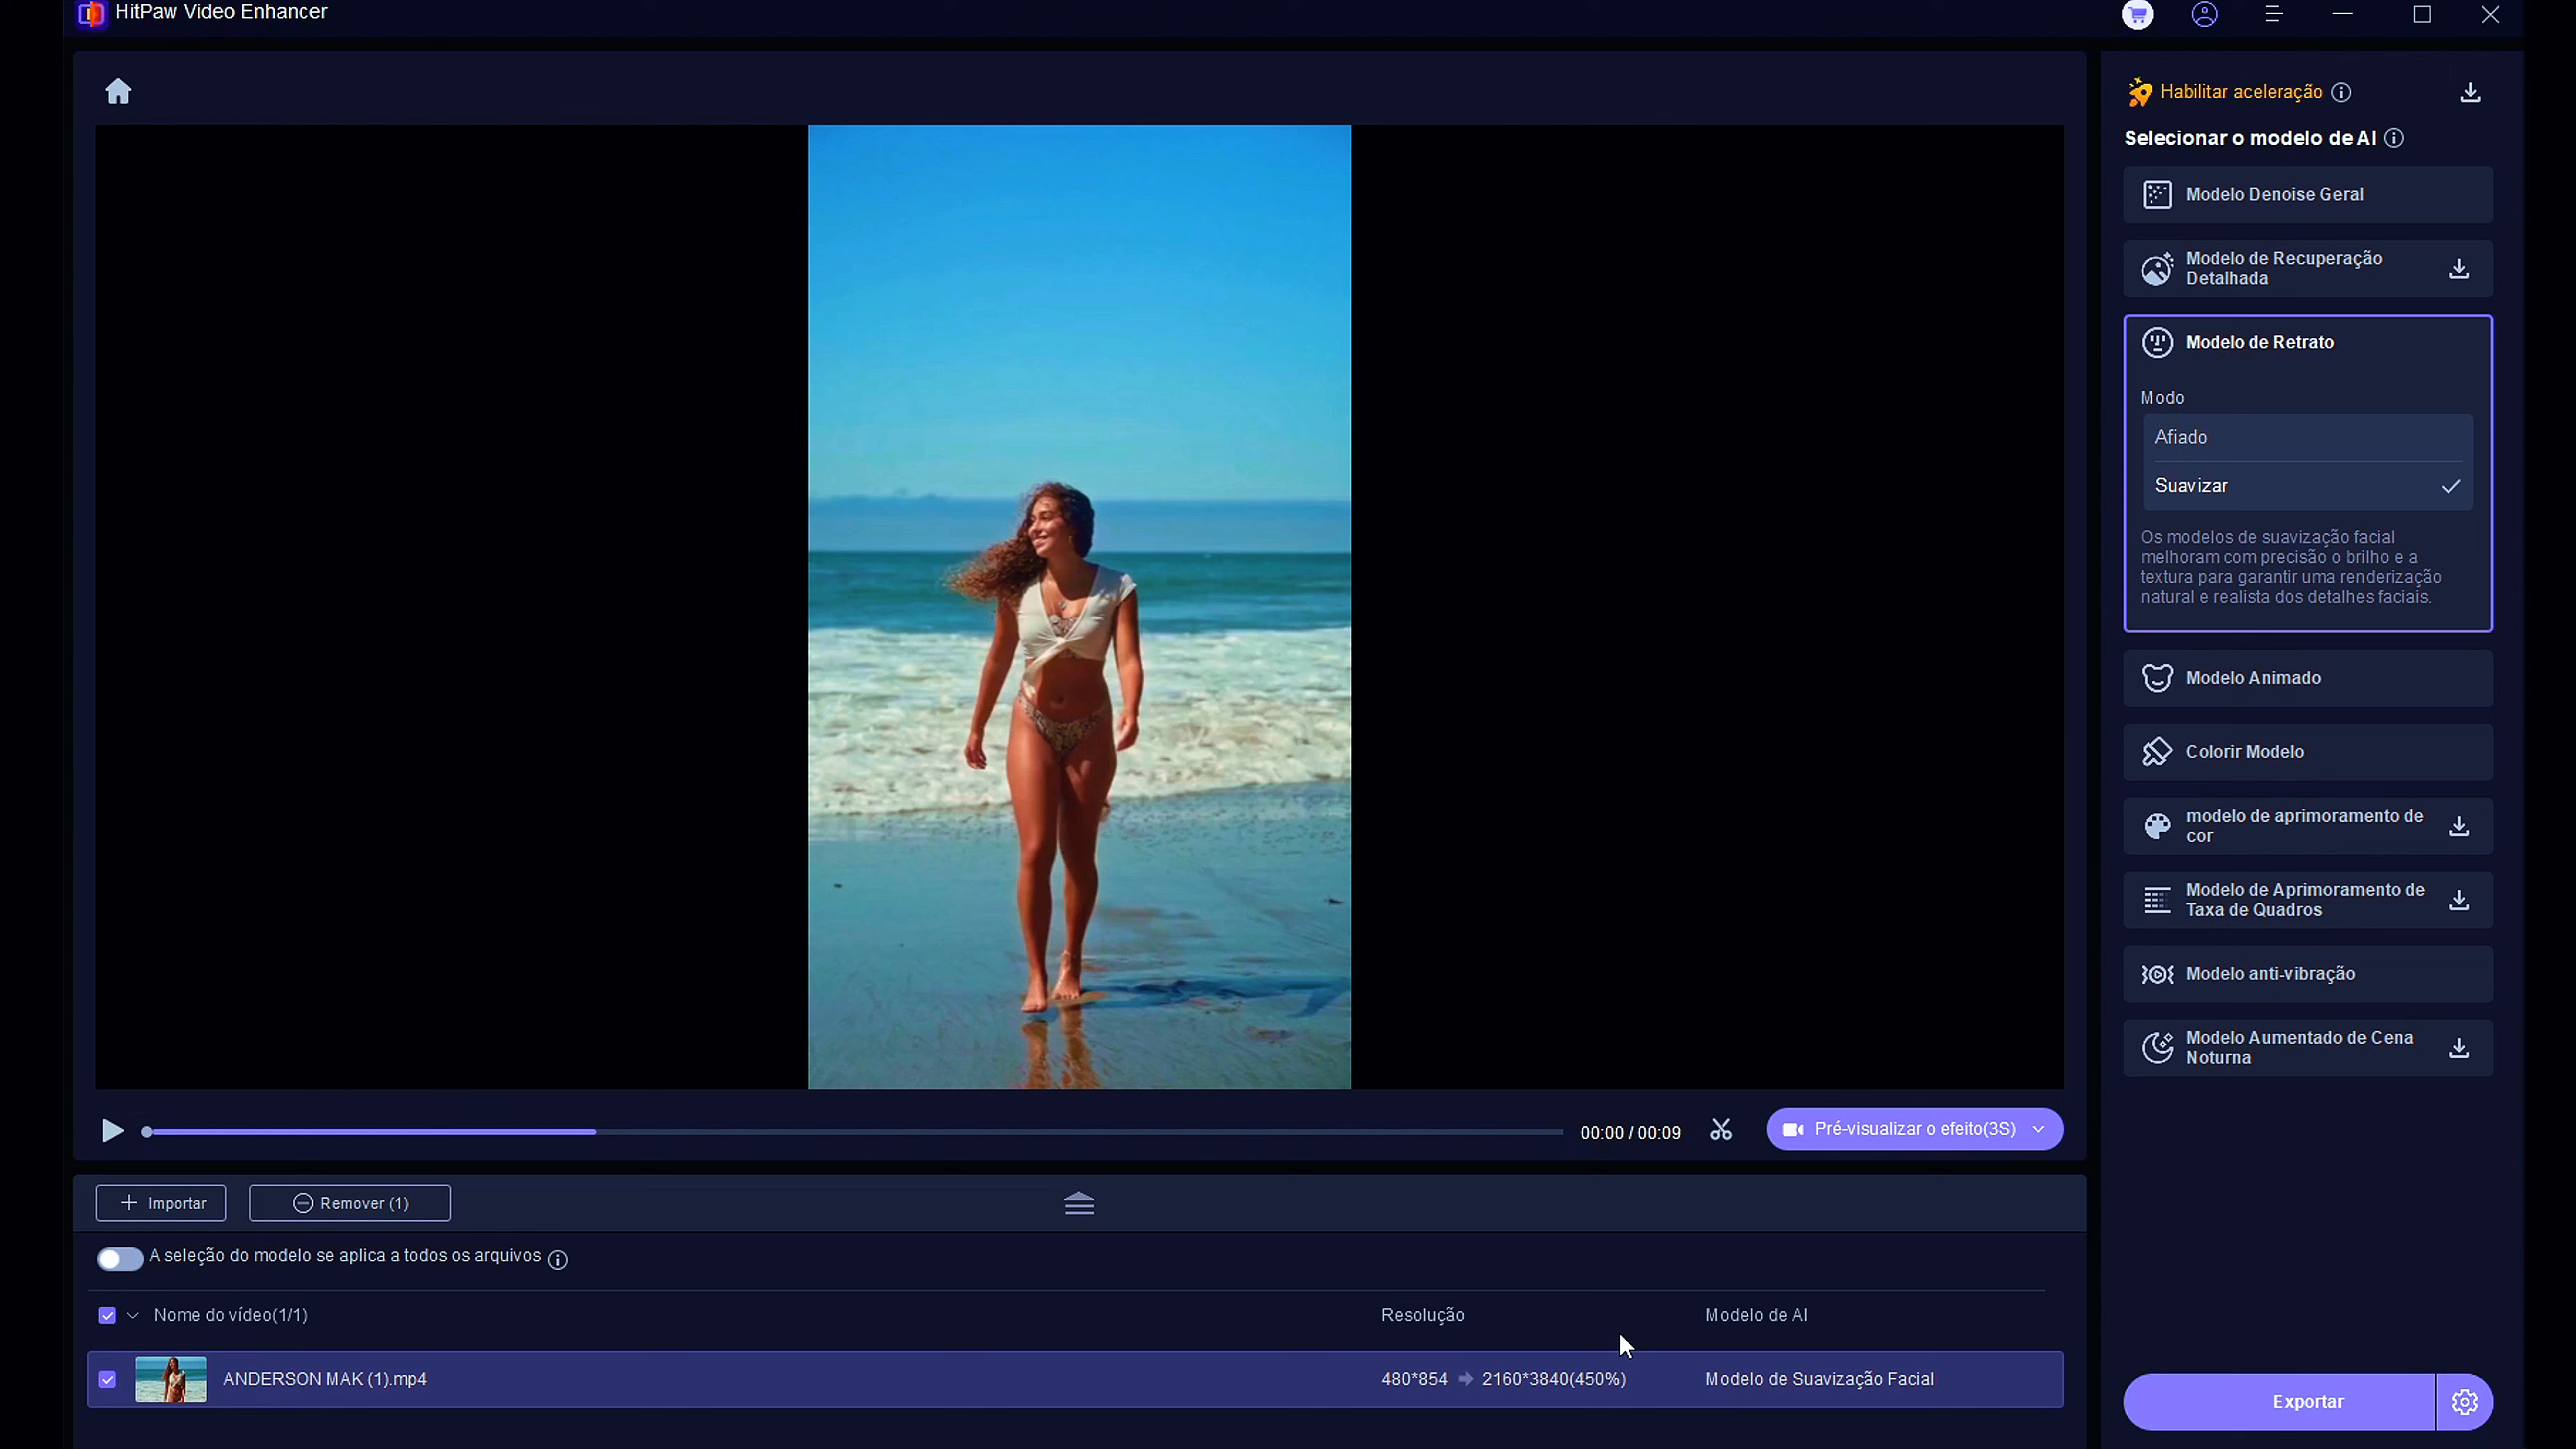 HitPaw Video Enhancer
Habilitar aceleração
Selecionar o modelo de AI
Modelo Denoise Geral
Modelo de Recuperação
Detalhada
Modelo de Retrato
Modo
Afiado
Suavizar
Os modelos de suavização facial
melhoram com precisão o brilho e a
textura para garantir uma renderização
natural e realista dos detalhes faciais.
Modelo Animado
Colorir Modelo
modelo de aprimoramento de
cor
Modelo de Aprimoramento de
Taxa de Quadros
Modelo anti-vibração
Modelo Aumentado de Cena
Noturna
00:00 / 00:09
Pré-visualizar o efeito(3S)
Importar
Remover (1)
A seleção do modelo se aplica a todos os arquivos
Nome do vídeo(1/1)
Resolução
Modelo de AI
ANDERSON MAK (1).mp4
480*854
2160*3840(450%)
Modelo de Suavização Facial
Exportar